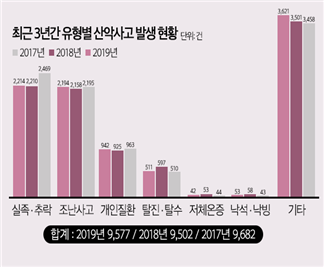 최근 3년간 유형별 산악사고 발생 현황 단위:건
2017년 2018년 2019년
2,214 2,210 2,469
2,194 2,158 2,195
942 925 963
511 597 510
42 53 44
53 58 43
3,621 3,501 3,458
실족·추락 조난사고 개인질환 탈진·탈수 저체온증 낙석·낙빙 기타
합계 : 2019년 9,577 / 2018년 9,502 / 2017년 9,682